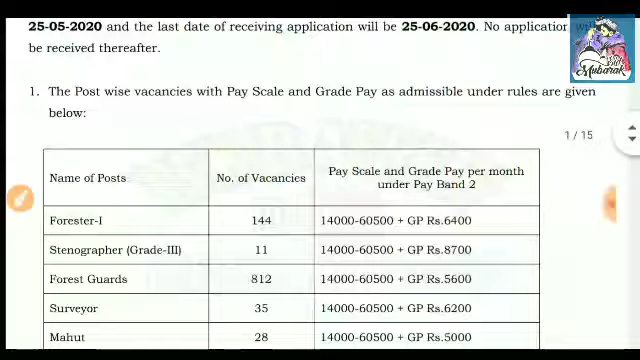 25-05-2020 and the last date of receiving application will be 25-06-2020. No application will
be received thereafter.
1. The Post wise vacancies with Pay Scale and Grade Pay as admissible under rules are given
below:
1 / 15
Name of Posts No. of Vacancies Pay Scale and Grade Pay per month
under Pay Band 2
Forester-I 144 14000-60500 + GP Rs.6400
Stenographer (Grade-III) 11 14000-60500 + GP Rs.8700
Forest Guards 812 14000-60500 + GP Rs.5600
Surveyor 35 14000-60500 + GP Rs.6200
Mahut 28 14000-60500 + GP Rs.5000
Mubarak